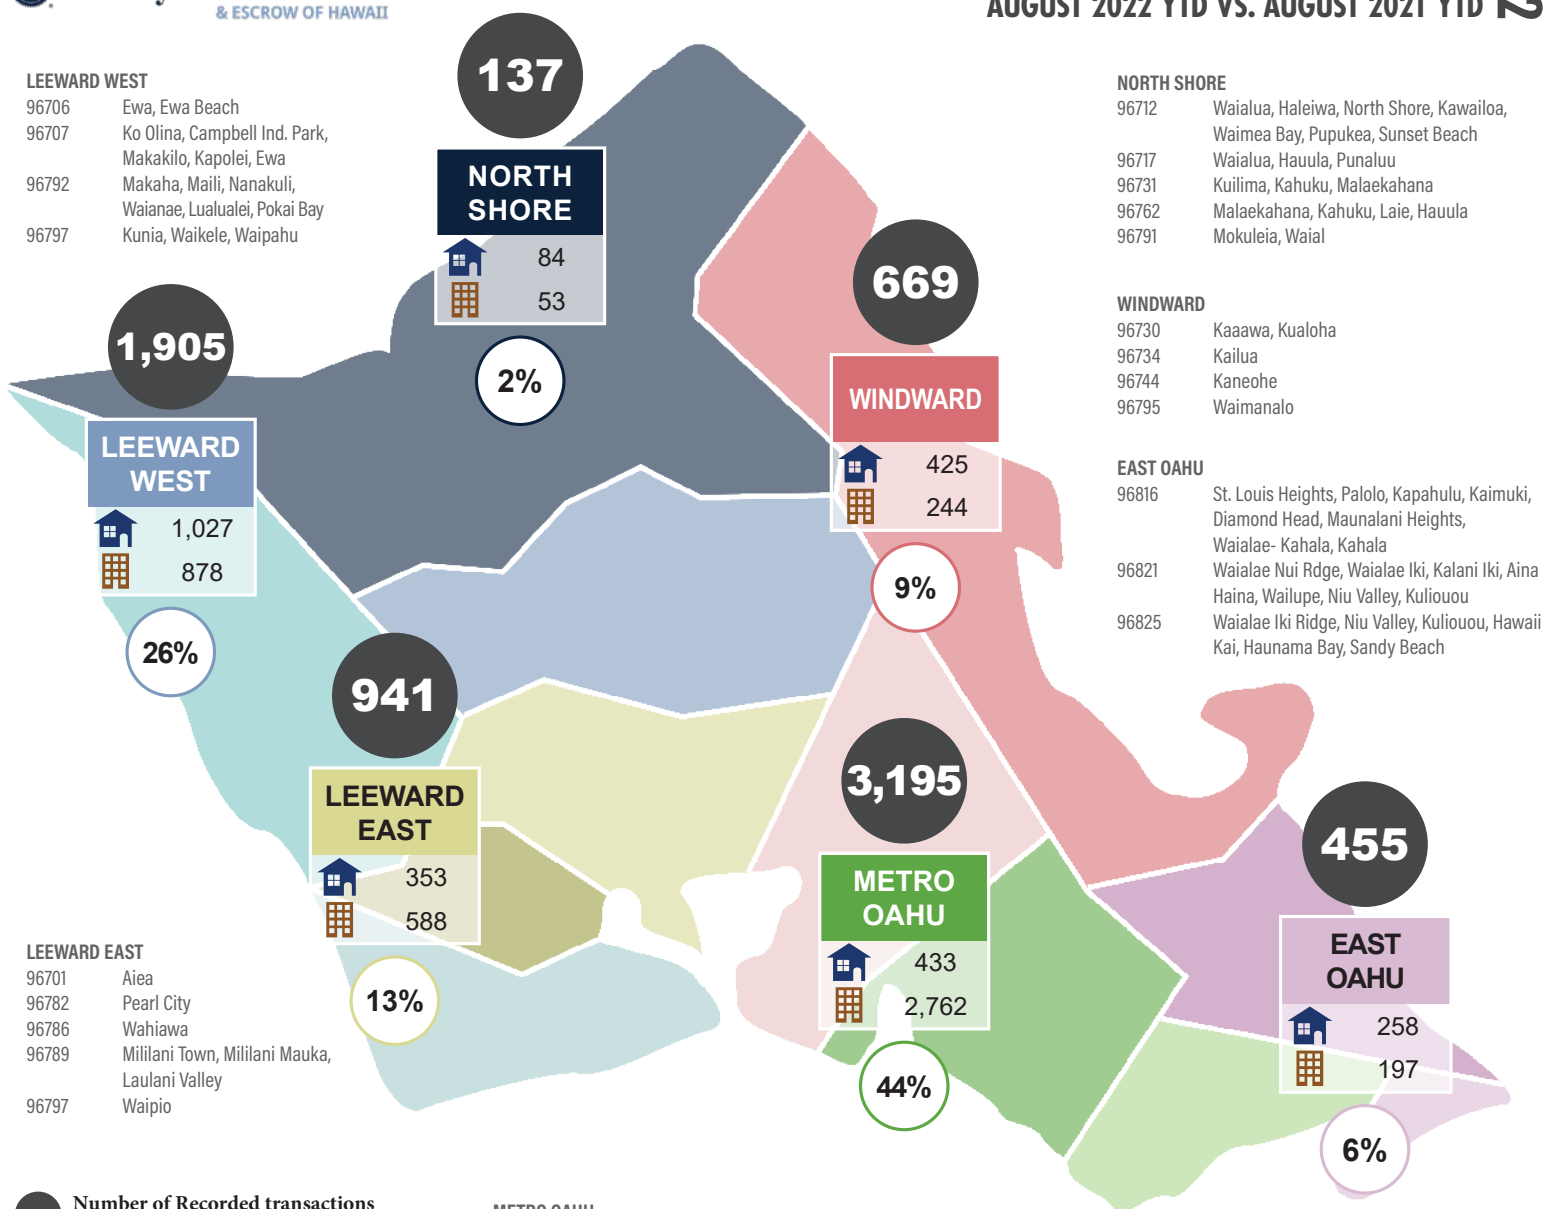 & ESCROW OF HAWAII
AUGUST 2022 YTD VS. AUGUST 2021 YTD
LEEWARD WEST
96706 Ewa, Ewa Beach
96707 Ko Olina, Campbell Ind. Park,
Makakilo, Kapolei, Ewa
96792 Makaha, Maili, Nanakuli,
Waianae, Lualualei, Pokai Bay
96797 Kunia, Waikele, Waipahu
137
NORTH
SHORE
84
53
2%
NORTH SHORE
96712 Waialua, Haleiwa, North Shore, Kawailoa,
Waimea Bay, Pupukea, Sunset Beach
96717 Waialua, Hauula, Punaluu
96731 Kuilima, Kahuku, Malaekahana
96762 Malaekahana, Kahuku, Laie, Hauula
96791 Mokuleia, Waial
WINDWARD
96730 Kaaawa, Kualoha
96734 Kailua
96744 Kaneohe
96795 Waimanalo
EAST OAHU
96816 St. Louis Heights, Palolo, Kapahulu, Kaimuki,
Diamond Head, Maunalani Heights,
Waialae- Kahala, Kahala
96821 Waialae Nui Rdge, Waialae Iki, Kalani Iki, Aina
Haina, Wailupe, Niu Valley, Kuliouou
96825 Waialae Iki Ridge, Niu Valley, Kuliouou, Hawaii
Kai, Haunama Bay, Sandy Beach
669
WINDWARD
425
244
9%
1,905
LEEWARD
WEST
1,027
878
26%
941
LEEWARD
EAST
353
588
13%
3,195
METRO
OAHU
433
2,762
44%
455
EAST
OAHU
258
197
6%
LEEWARD EAST
96701 Aiea
96782 Pearl City
96786 Wahiawa
96789 Mililani Town, Mililani Mauka,
Laulani Valley
96797 Waipio
Number of Recorded transactions
METRO OAHU